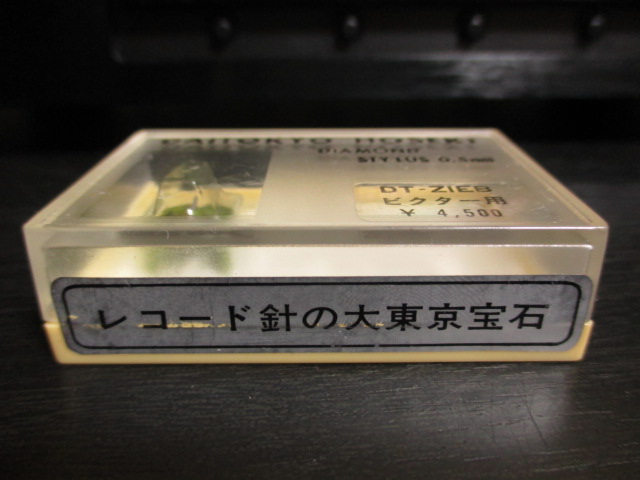 DAITOKYO HOSEKI
DIAMOND
STYLUS 0.5mil
DT-Z1EB
ビクター用
¥ 4,500
レコード針の大東京宝石